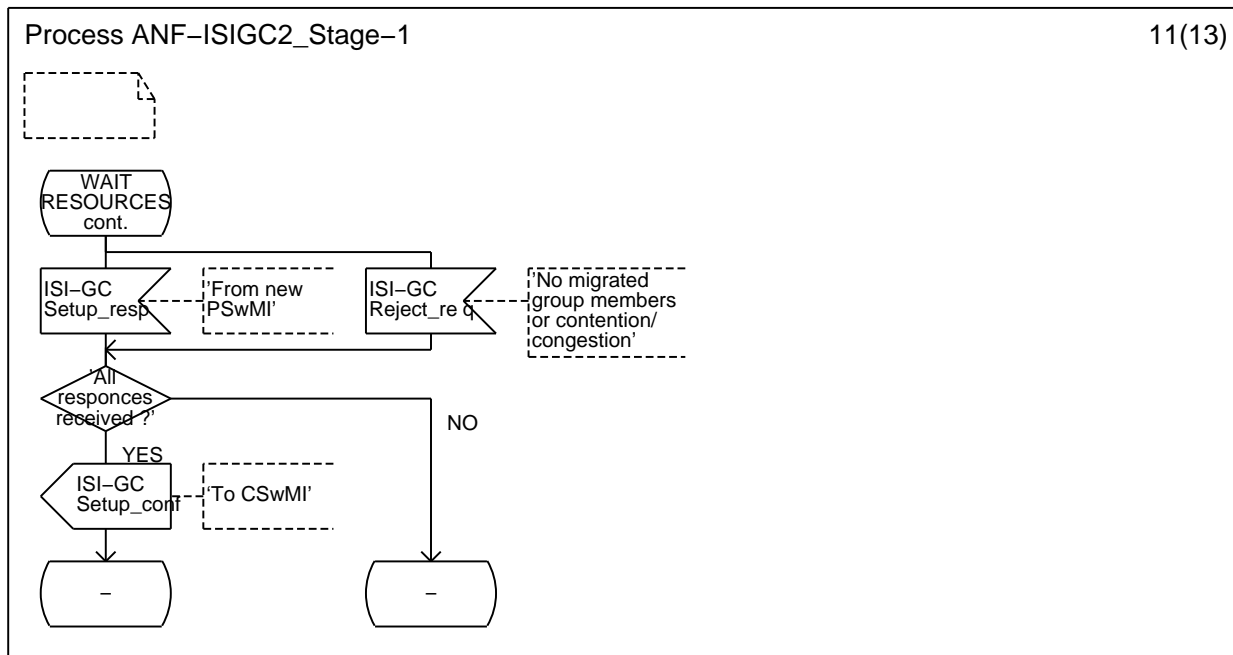 Process ANF−ISIGC2_Stage−1
11(13)
WAIT
RESOURCES
cont.
ISI−GC
Setup_resp
'From new
PSwMI'
ISI−GC
Reject_re q
'No migrated
group members
or contention/
congestion'
'All
responces
received ?'
NO
YES
ISI−GC
Setup_conf
'To CSwMI'
−
−